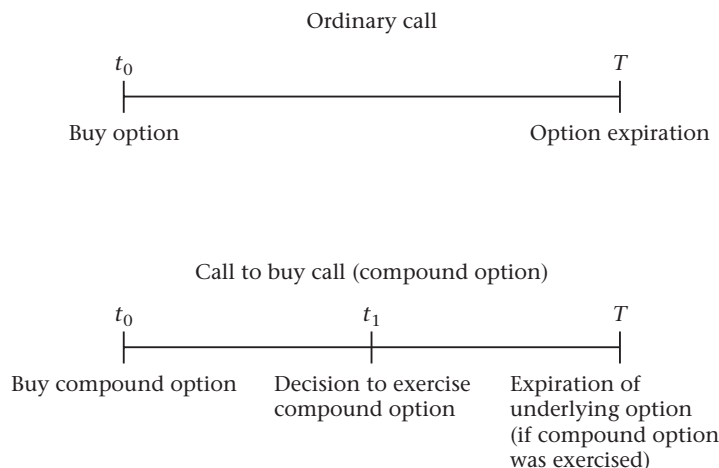 Ordinary call
t0 T
Buy option Option expiration
Call to buy call (compound option)
t0 t1 T
Buy compound option Decision to exercise Expiration of
compound option underlying option
(if compound option
was exercised)